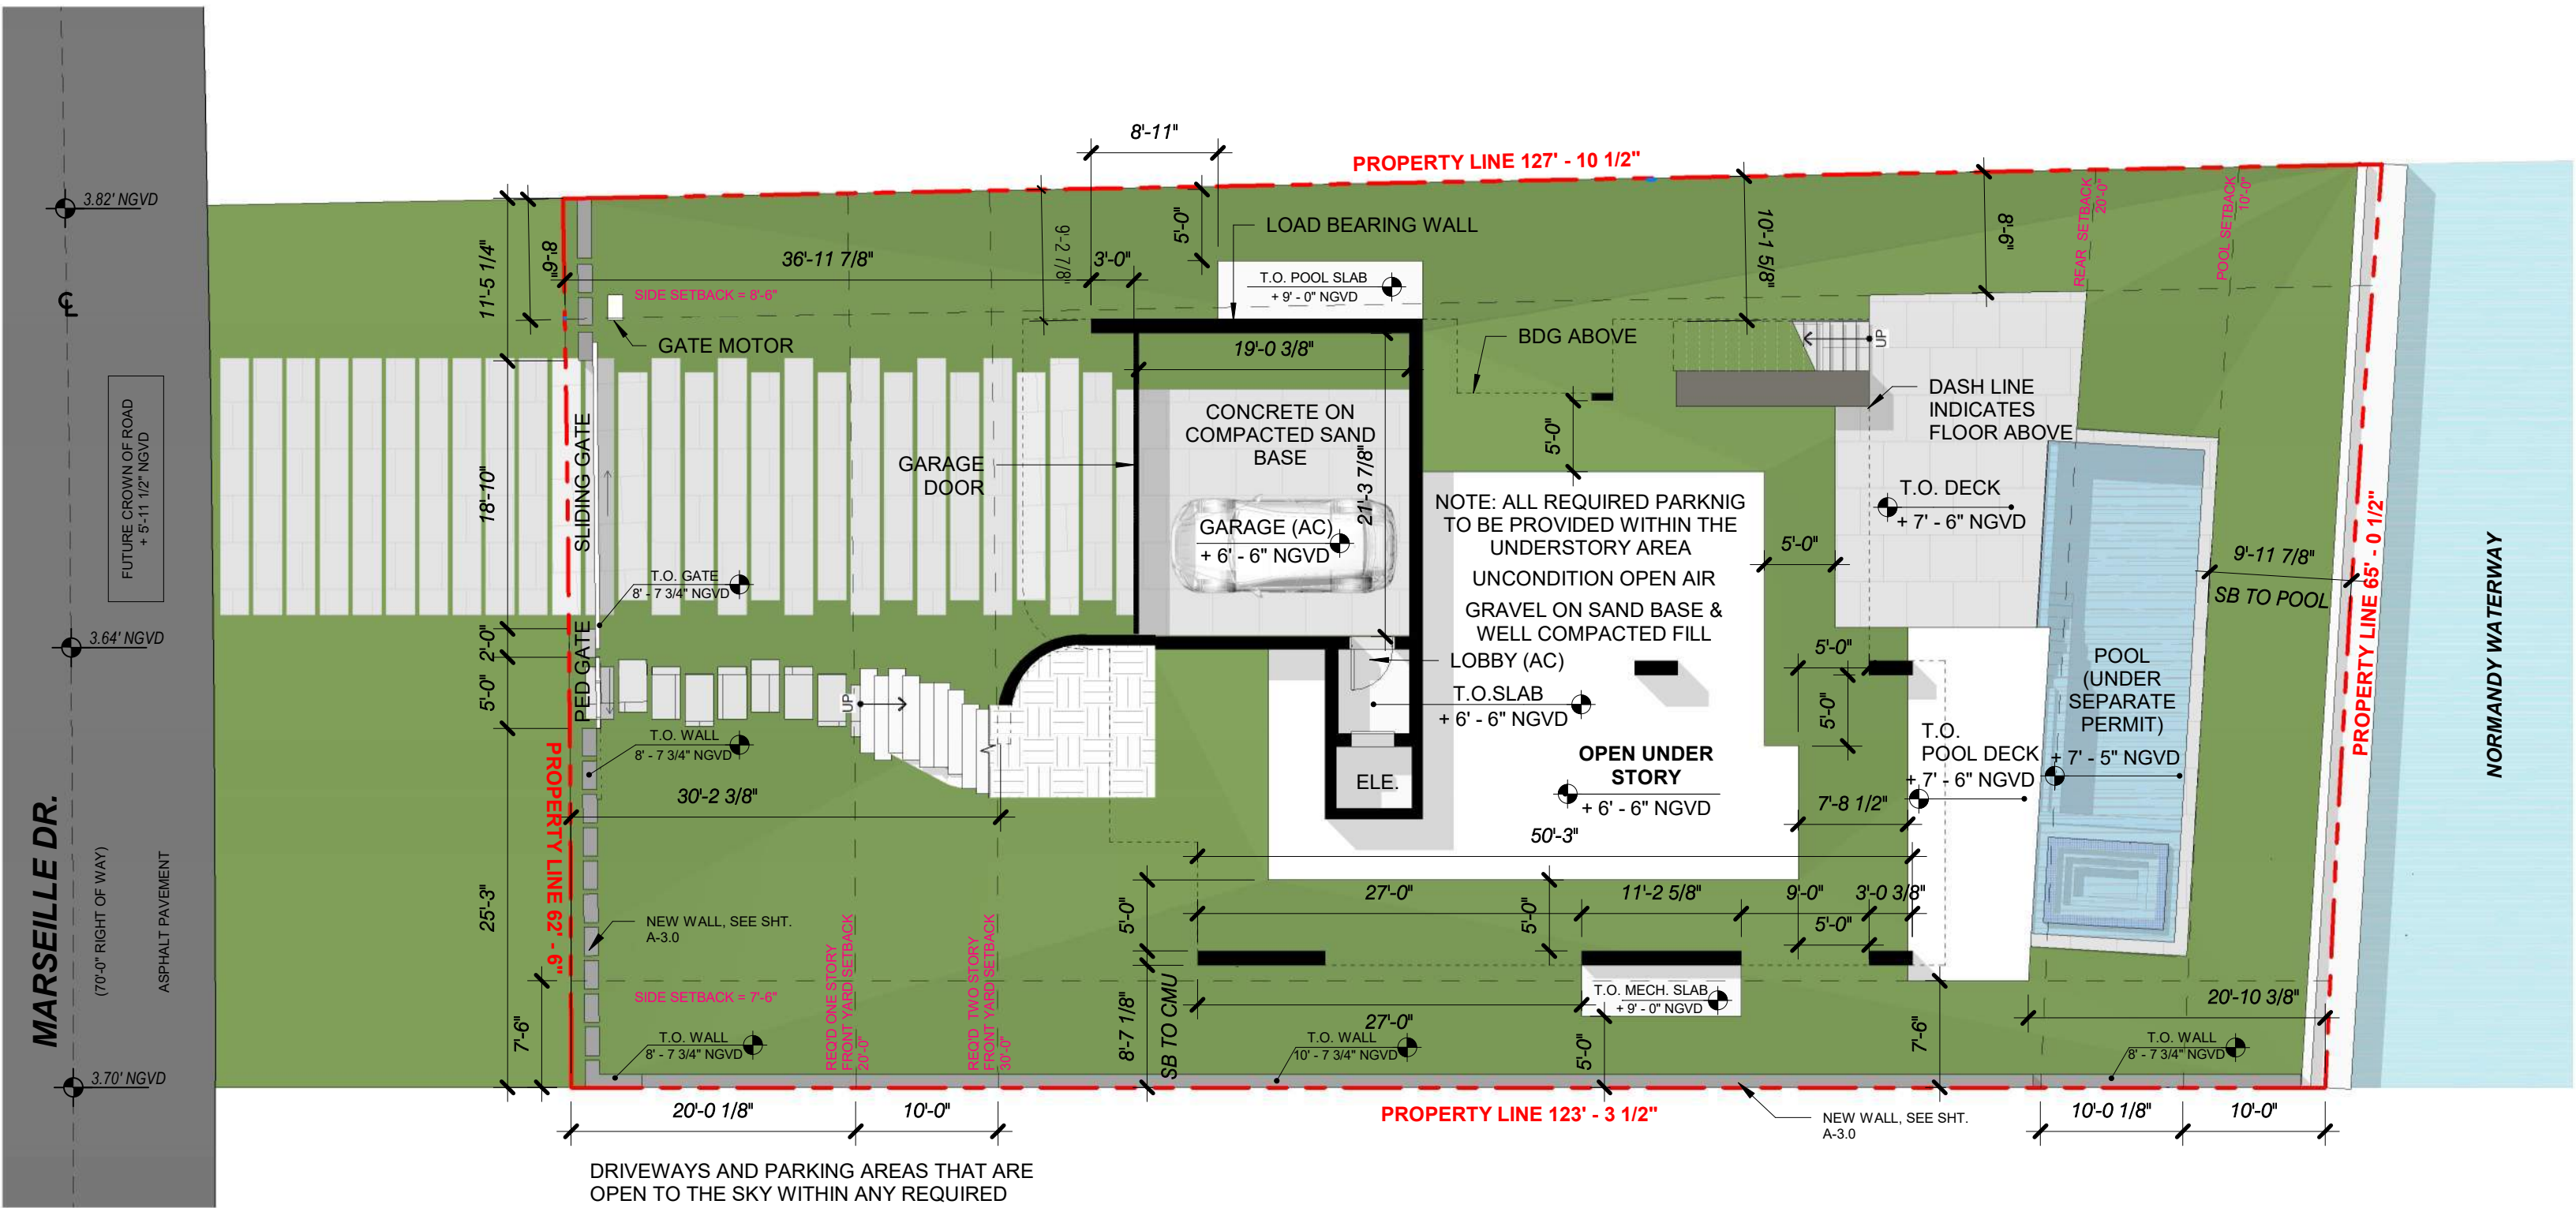 8'-11"
PROPERTY LINE 127' - 10 1/2"
3.82' NGVD
11'-5 1/4"
8'-6"
36'-11 7/8"
9'-2 7/8"
3'-0"
5'-0"
LOAD BEARING WALL
10'-1 5/8"
8'-6"
REAR SETBACK
20'-0"
POOL SETBACK
10'-0"
SIDE SETBACK = 8'-6"
T.O. POOL SLAB
+ 9' - 0" NGVD
GATE MOTOR
19'-0 3/8"
BDG ABOVE
UP
FUTURE CROWN OF ROAD
+ 5'-11 1/2" NGVD
18'-10"
SLIDING GATE
GARAGE
DOOR
CONCRETE ON
COMPACTED SAND
BASE
21'-3 7/8"
5'-0"
DASH LINE
INDICATES
FLOOR ABOVE
GARAGE (AC)
+ 6' - 6" NGVD
NOTE: ALL REQUIRED PARKNIG
TO BE PROVIDED WITHIN THE
UNDERSTORY AREA
UNCONDITION OPEN AIR
GRAVEL ON SAND BASE &
WELL COMPACTED FILL
T.O. DECK
+ 7' - 6" NGVD
5'-0"
9'-11 7/8"
SB TO POOL
PROPERTY LINE 65' - 0 1/2"
NORMANDY WATERWAY
T.O. GATE
8' - 7 3/4" NGVD
3.64' NGVD
2'-0"
5'-0"
PED GATE
UP
LOBBY (AC)
T.O.SLAB
+ 6' - 6" NGVD
5'-0"
5'-0"
POOL
(UNDER
SEPARATE
PERMIT)
+ 7' - 5" NGVD
T.O.
POOL DECK
+ 7' - 6" NGVD
T.O. WALL
8' - 7 3/4" NGVD
PROPERTY LINE 62' - 6"
30'-2 3/8"
ELE.
OPEN UNDER
STORY
+ 6' - 6" NGVD
7'-8 1/2"
50'-3"
MARSEILLE DR.
(70'-0" RIGHT OF WAY)
ASPHALT PAVEMENT
25'-3"
NEW WALL, SEE SHT.
A-3.0
REQ'D ONE STORY
FRONT YARD SETBACK
20'-0"
REQ'D TWO STORY
FRONT YARD SETBACK
30'-0"
5'-0"
27'-0"
5'-0"
11'-2 5/8"
9'-0"
3'-0 3/8"
5'-0"
SIDE SETBACK = 7'-6"
7'-6"
8'-7 1/8"
SB TO CMU
27'-0"
T.O. MECH. SLAB
+ 9' - 0" NGVD
5'-0"
7'-6"
20'-10 3/8"
T.O. WALL
8' - 7 3/4" NGVD
T.O. WALL
10' - 7 3/4" NGVD
T.O. WALL
8' - 7 3/4" NGVD
3.70' NGVD
20'-0 1/8"
10'-0"
PROPERTY LINE 123' - 3 1/2"
NEW WALL, SEE SHT.
A-3.0
10'-0 1/8"
10'-0"
DRIVEWAYS AND PARKING AREAS THAT ARE
OPEN TO THE SKY WITHIN ANY REQUIRED